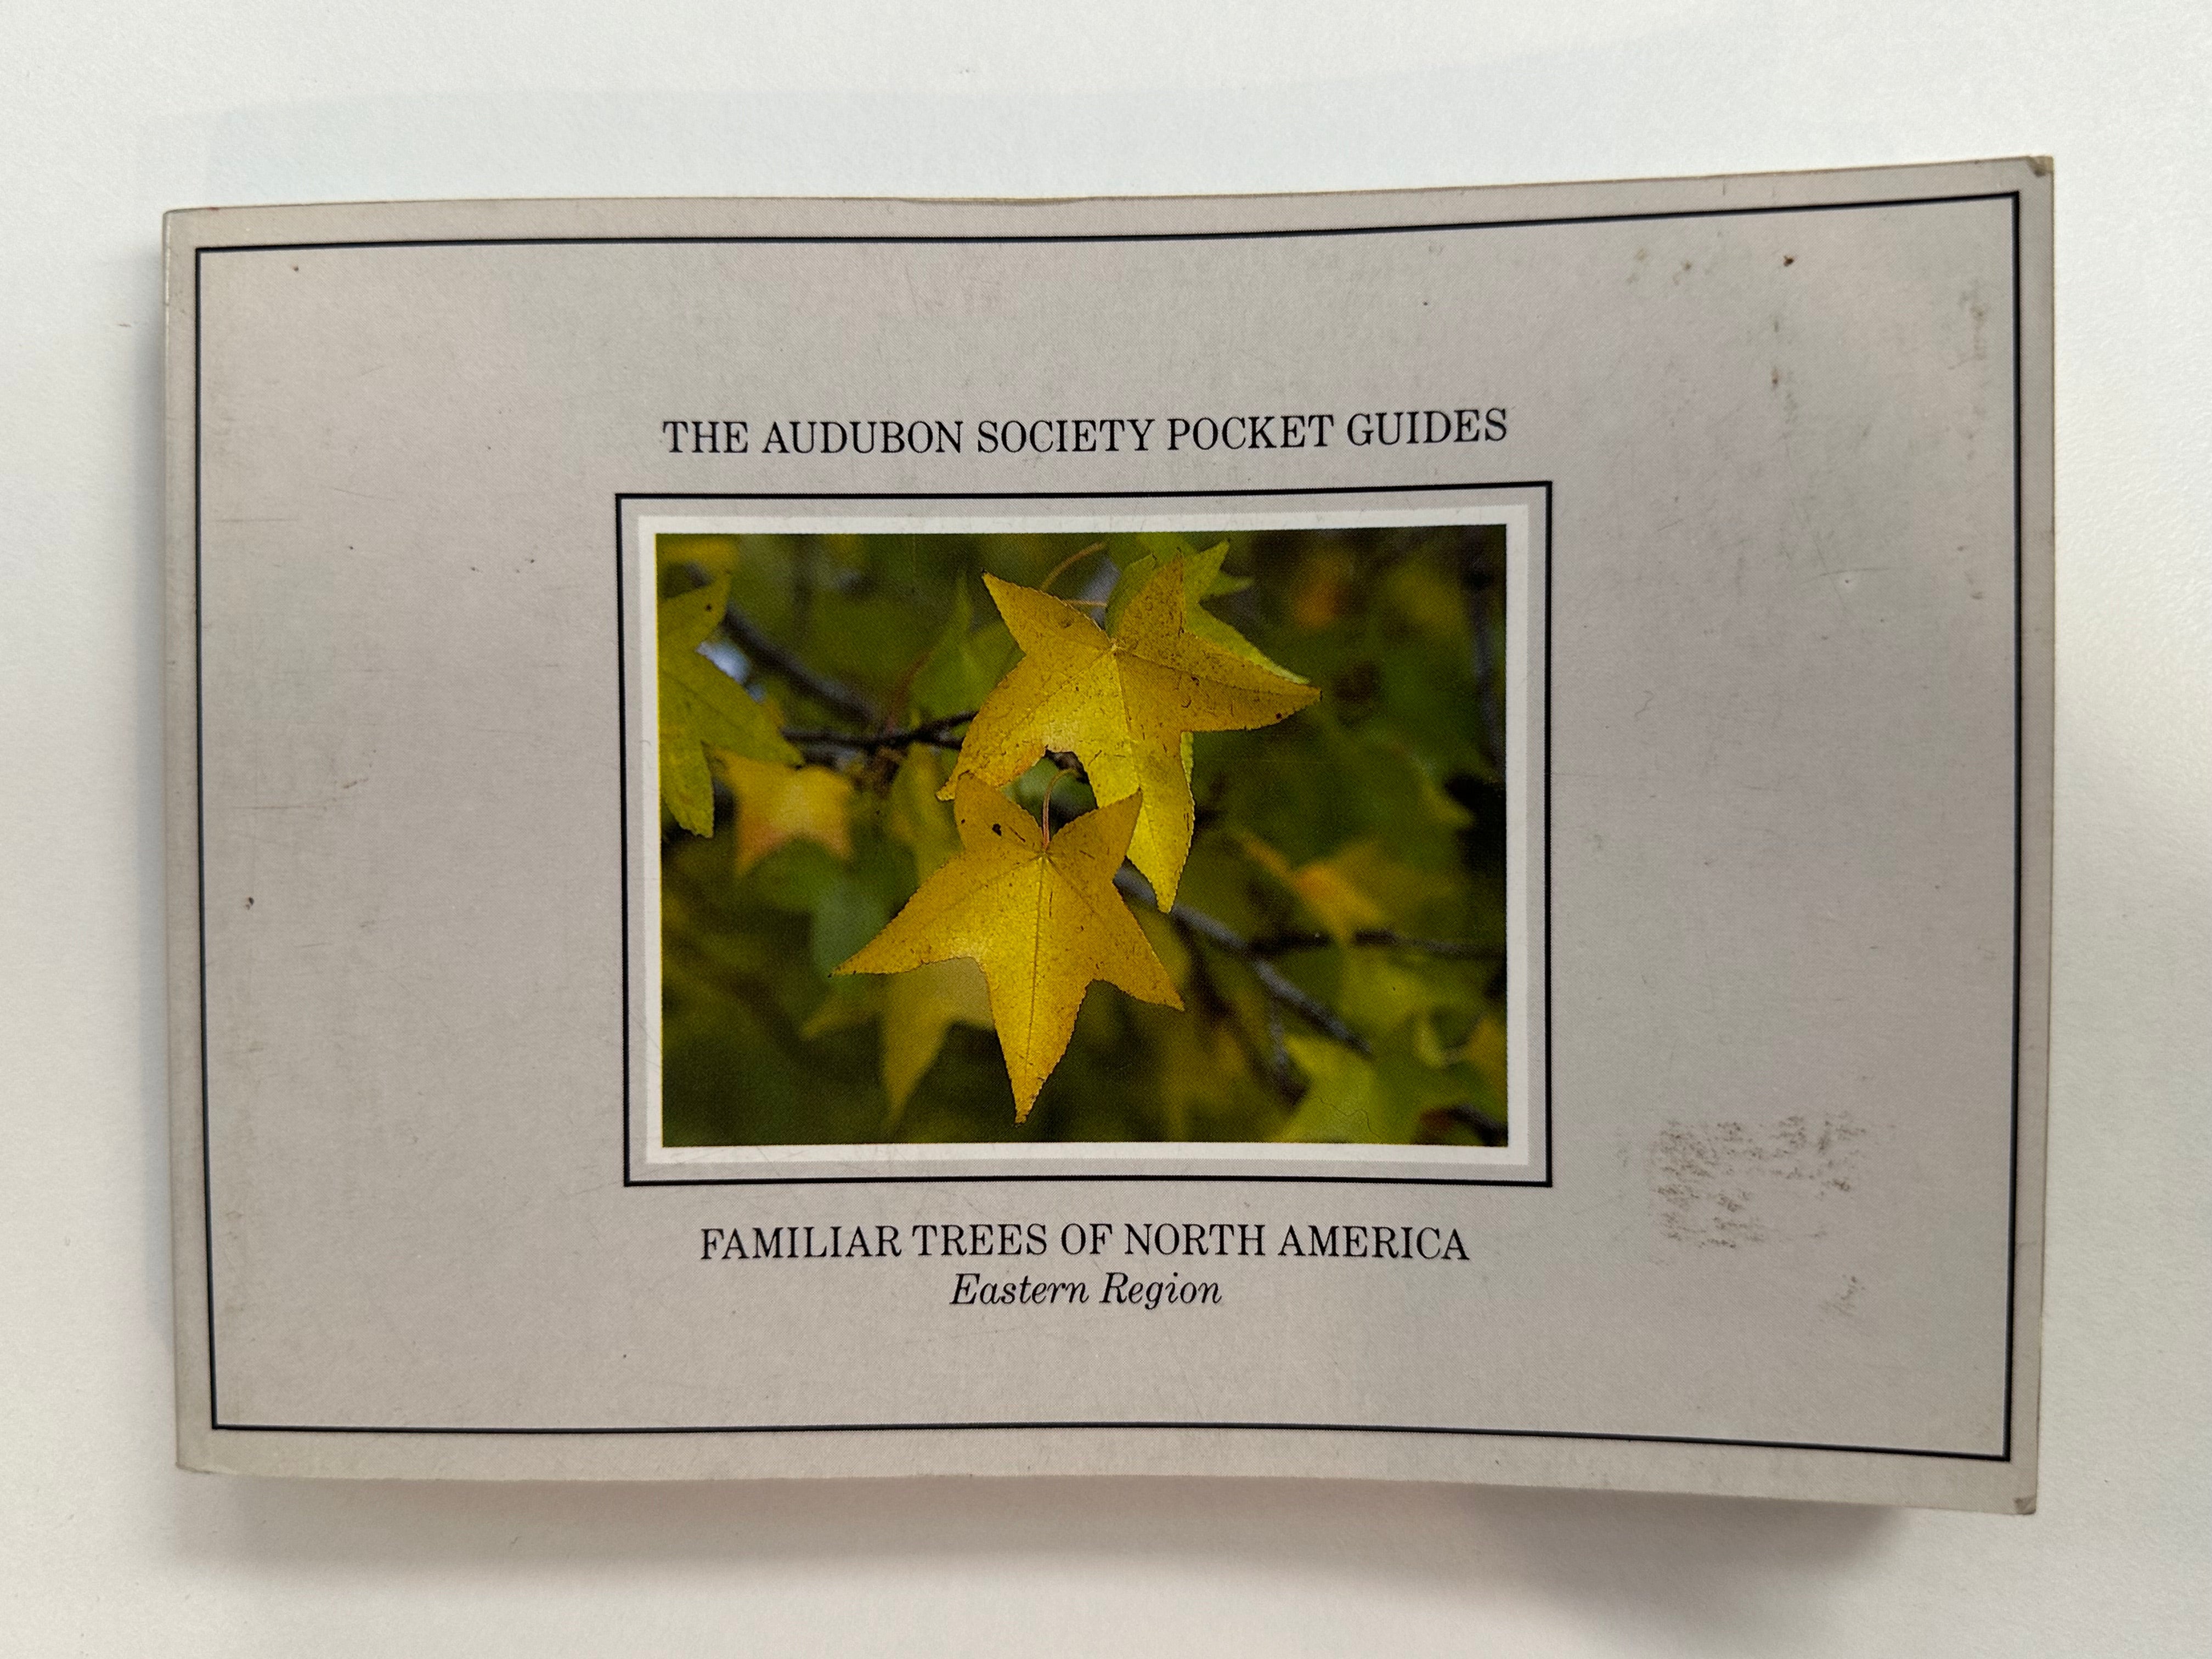 THE AUDUBON SOCIETY POCKET GUIDES
FAMILIAR TREES OF NORTH AMERICA
Eastern Region